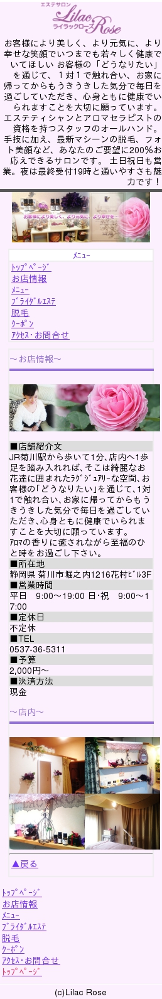 エステサロン
Lilac
ライラックローズ
Rose
お客様により美しく、より元気に、より
幸せな笑顔でいつまでも若々しく健康で
いてほしい お客様の「どうなりたい」
を通じて、１対１で触れ合い、お家に
帰ってからもうきうきした気分で毎日を
過ごしていただき、心身ともに健康でい
られますことを大切に願っています。
エステティシャンとアロマセラピストの
資格を持つスタッフのオールハンド。
手技に加え、最新マシーンの脱毛、フォ
ト美顔など、あなたのご要望に200％お
応えできるサロンです。 土日祝日も営
業。夜は最終受付19時と通いやすさも魅
力です！
お客様により美しく、より元気に、より幸せを…
ﾒﾆｭｰ
ﾄｯﾌﾟﾍﾟｰｼﾞ
お店情報
ﾒﾆｭｰ
ﾌﾞﾗｲﾀﾞﾙｴｽﾃ
脱毛
ｸｰﾎﾟﾝ
ｱｸｾｽ･お問合せ
～お店情報～
■店舗紹介文
JR菊川駅から歩いて1分､店内へ1歩
足を踏み入れれば､そこは綺麗なお
花達に囲まれたﾗｸﾞｼﾞｭｱﾘｰな空間､お
客様の｢どうなりたい｣を通じて､1対
1で触れ合い､お家に帰ってからもう
きうきした気分で毎日を過ごしてい
ただき､心身ともに健康でいられま
すことを大切に願っています。
ｱﾛﾏの香りに癒されながら至福のひ
と時をお過ごし下さい。
■所在地
静岡県 菊川市堀之内1216花村ﾋﾞﾙ3F
■営業時間
平日　9:00～19:00 日･祝　9:00～1
7:00
■定休日
不定休
■TEL
0537-36-5311
■予算
2,000円～
■決済方法
現金
～店内～
▲戻る
ﾄｯﾌﾟﾍﾟｰｼﾞ
お店情報
ﾒﾆｭｰ
ﾌﾞﾗｲﾀﾞﾙｴｽﾃ
脱毛
ｸｰﾎﾟﾝ
ｱｸｾｽ･お問合せ
ﾄｯﾌﾟﾍﾟｰｼﾞ
(c)Lilac Rose